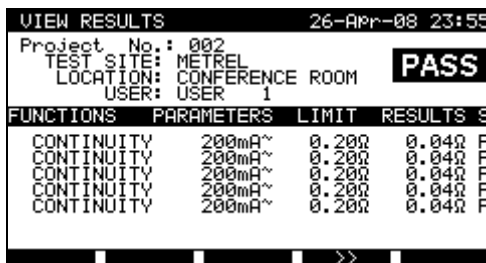 VIEW RESULTS 26-Apr-08 23:55
Project No.: 002
TEST SITE: METREL
LOCATION: CONFERENCE ROOM
USER: USER 1
PASS
FUNCTIONS PARAMETERS LIMIT RESULTS S
CONTINUITY 200mA~ 0.20Ω 0.04Ω P
CONTINUITY 200mA~ 0.20Ω 0.04Ω P
CONTINUITY 200mA~ 0.20Ω 0.04Ω P
CONTINUITY 200mA~ 0.20Ω 0.04Ω P
CONTINUITY 200mA~ 0.20Ω 0.04Ω P
>>